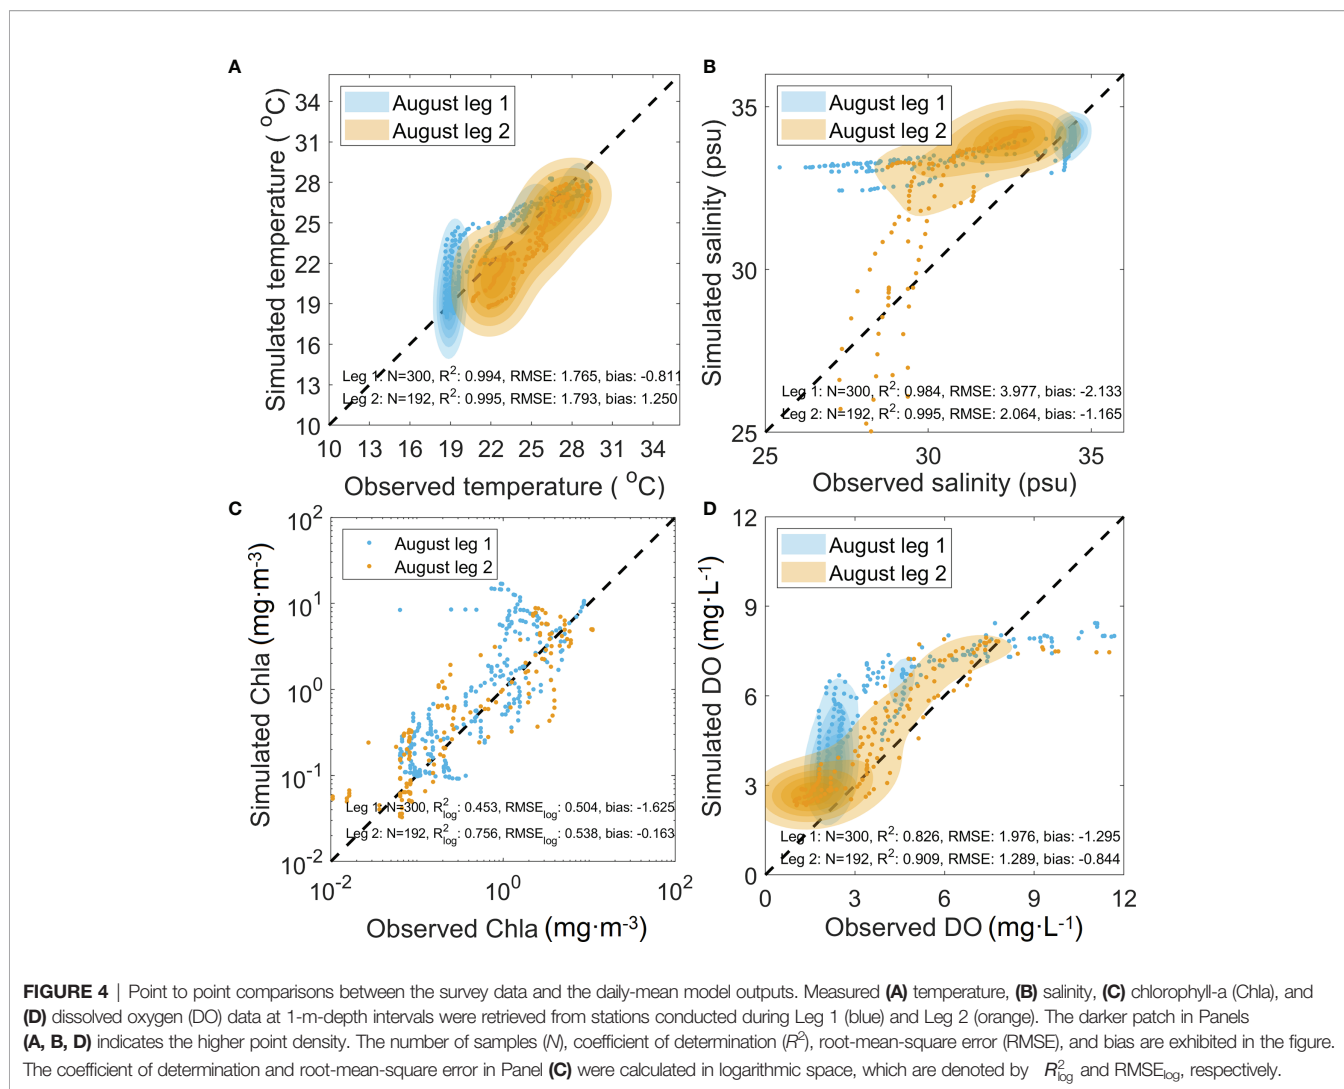 A
Simulated temperature ( °C)
34
31
28
25
22
19
16
13
10
August leg 1
August leg 2
Leg 1: N=300, R²: 0.994, RMSE: 1.765, bias: -0.811
Leg 2: N=192, R²: 0.995, RMSE: 1.793, bias: 1.250
10 13 16 19 22 25 28 31 34
Observed temperature ( °C)
B
Simulated salinity (psu)
35
30
25
August leg 1
August leg 2
Leg 1: N=300, R²: 0.984, RMSE: 3.977, bias: -2.133
Leg 2: N=192, R²: 0.995, RMSE: 2.064, bias: -1.165
25 30 35
Observed salinity (psu)
C
Simulated Chla (mg·m⁻³)
10²
10¹
10⁰
10⁻¹
10⁻²
August leg 1
August leg 2
Leg 1: N=300, R²log: 0.453, RMSElog: 0.504, bias: -1.625
Leg 2: N=192, R²log: 0.756, RMSElog: 0.538, bias: -0.163
10⁻² 10⁰ 10²
Observed Chla (mg·m⁻³)
D
Simulated DO (mg·L⁻¹)
12
9
6
3
0
August leg 1
August leg 2
Leg 1: N=300, R²: 0.826, RMSE: 1.976, bias: -1.295
Leg 2: N=192, R²: 0.909, RMSE: 1.289, bias: -0.844
0 3 6 9 12
Observed DO (mg·L⁻¹)
FIGURE 4 | Point to point comparisons between the survey data and the daily-mean model outputs. Measured (A) temperature, (B) salinity, (C) chlorophyll-a (Chla), and
(D) dissolved oxygen (DO) data at 1-m-depth intervals were retrieved from stations conducted during Leg 1 (blue) and Leg 2 (orange). The darker patch in Panels
(A, B, D) indicates the higher point density. The number of samples (N), coefficient of determination (R²), root-mean-square error (RMSE), and bias are exhibited in the figure.
The coefficient of determination and root-mean-square error in Panel (C) were calculated in logarithmic space, which are denoted by R²log and RMSElog, respectively.